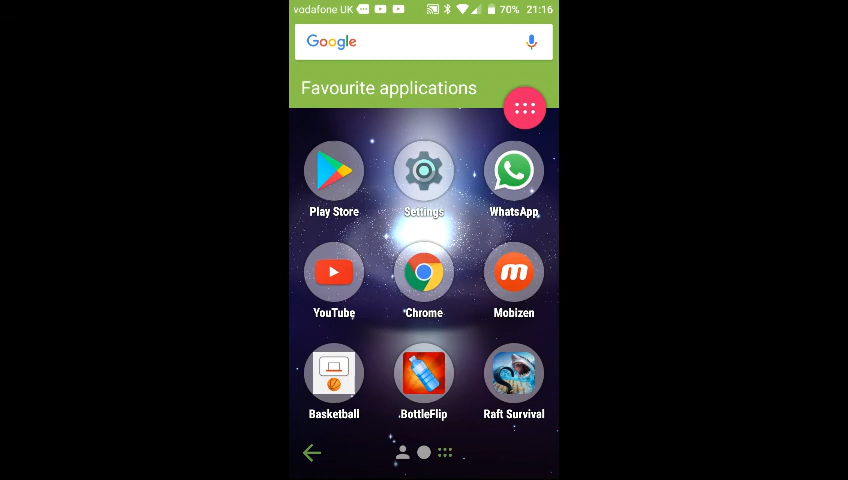 vodafone UK 70% 21:16
Google
Favourite applications
Play Store Settings WhatsApp
YouTube Chrome Mobizen
Basketball BottleFlip Raft Survival